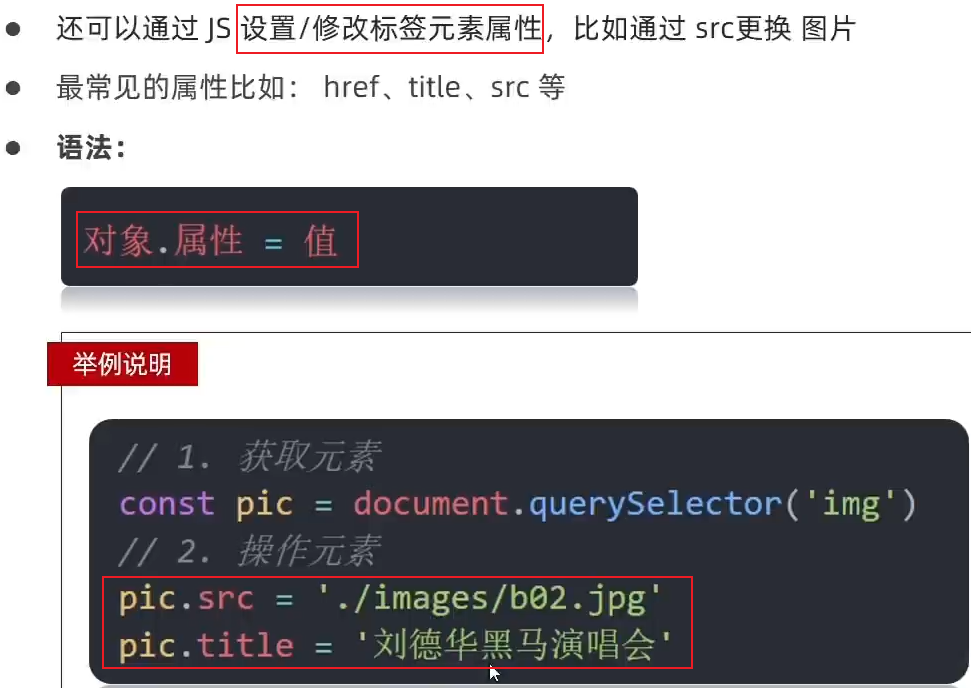 还可以通过 JS 设置/修改标签元素属性，比如通过 src更换 图片
最常见的属性比如： href、title、src 等
语法：
对象.属性 = 值
举例说明
// 1. 获取元素
const pic = document.querySelector('img')
// 2. 操作元素
pic.src = './images/b02.jpg'
pic.title = '刘德华黑马演唱会'